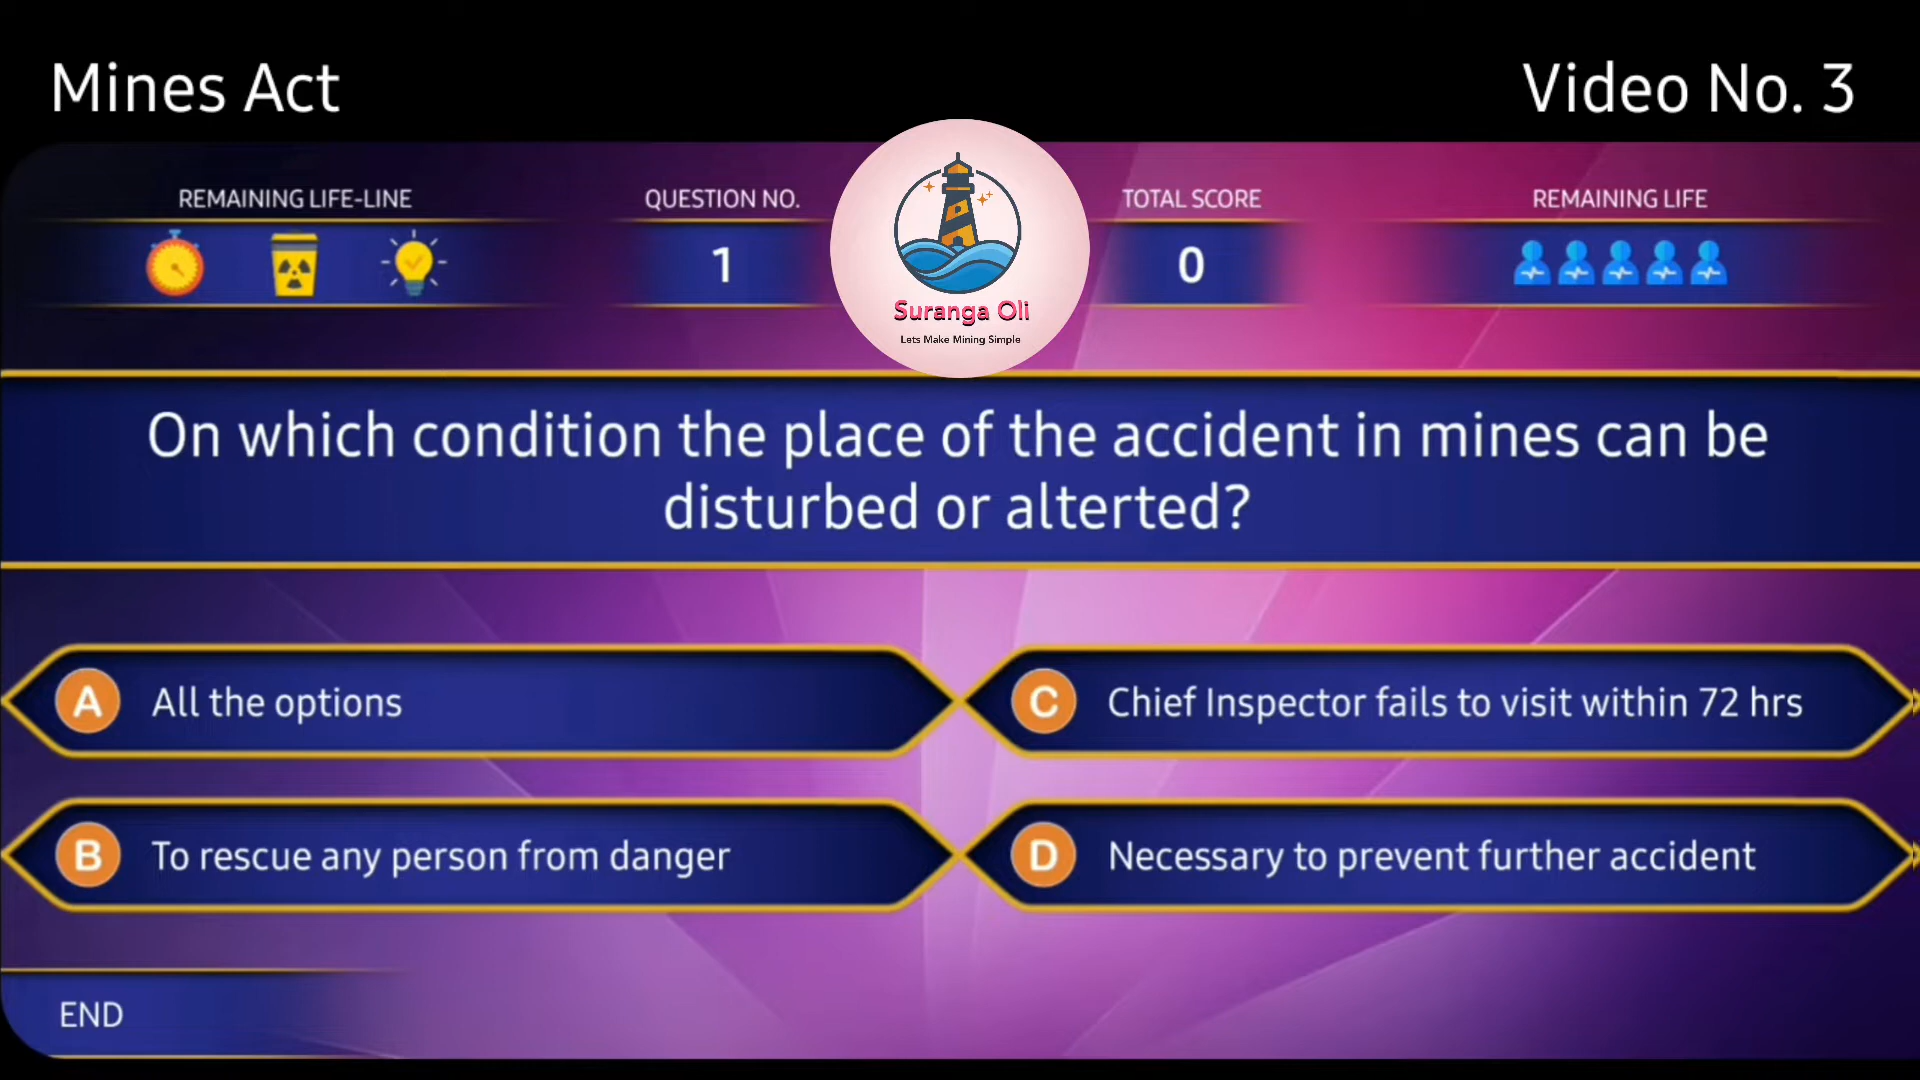 Mines Act
Video No. 3
REMAINING LIFE-LINE
QUESTION NO.
TOTAL SCORE
REMAINING LIFE
1
0
Suranga Oli
Lets Make Mining Simple
On which condition the place of the accident in mines can be
disturbed or alterted?
A All the options
C Chief Inspector fails to visit within 72 hrs
B To rescue any person from danger
D Necessary to prevent further accident
END